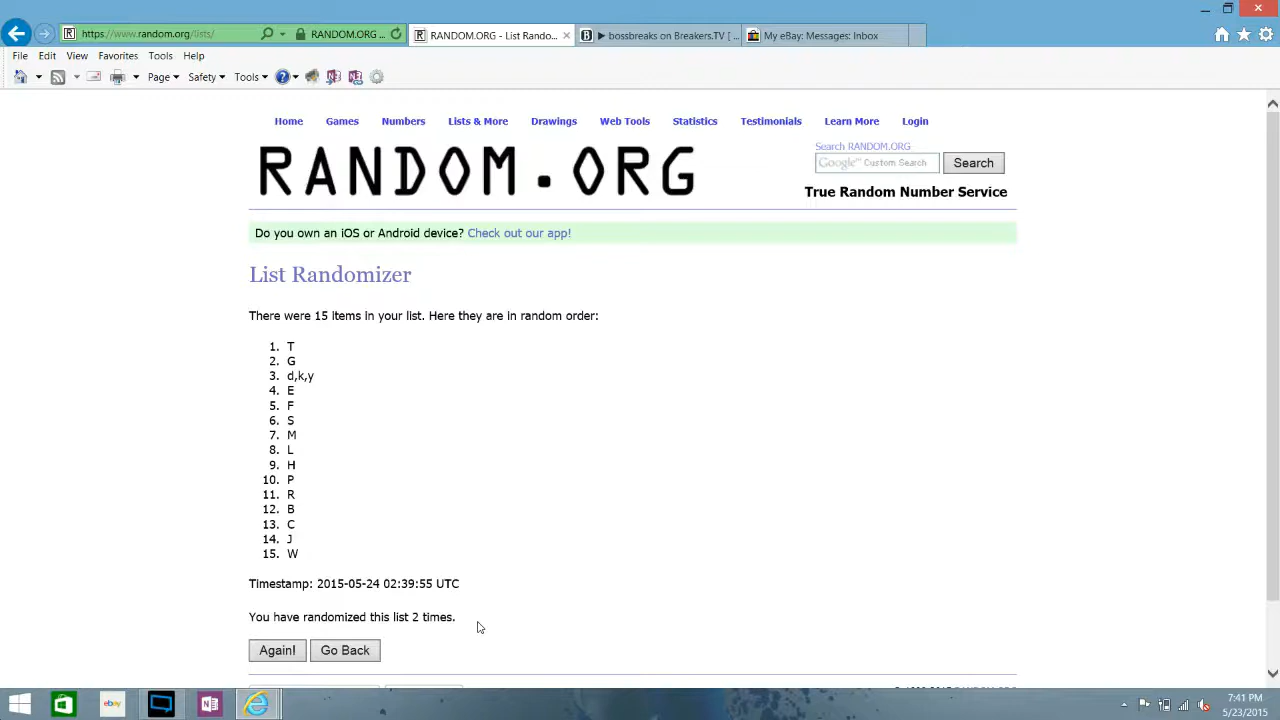 https://www.random.org/lists/
RANDOM.ORG ...
RANDOM.ORG - List Rando...
bossbreaks on Breakers.TV [ ...
My eBay: Messages: Inbox
File Edit View Favorites Tools Help
Page Safety Tools
Home Games Numbers Lists & More Drawings Web Tools Statistics Testimonials Learn More Login
RANDOM.ORG
Search RANDOM.ORG
Google™ Custom Search
Search
True Random Number Service
Do you own an iOS or Android device? Check out our app!
List Randomizer
There were 15 items in your list. Here they are in random order:
1. T
2. G
3. d,k,y
4. E
5. F
6. S
7. M
8. L
9. H
10. P
11. R
12. B
13. C
14. J
15. W
Timestamp: 2015-05-24 02:39:55 UTC
You have randomized this list 2 times.
Again! Go Back
ebay
7:41 PM
5/23/2015